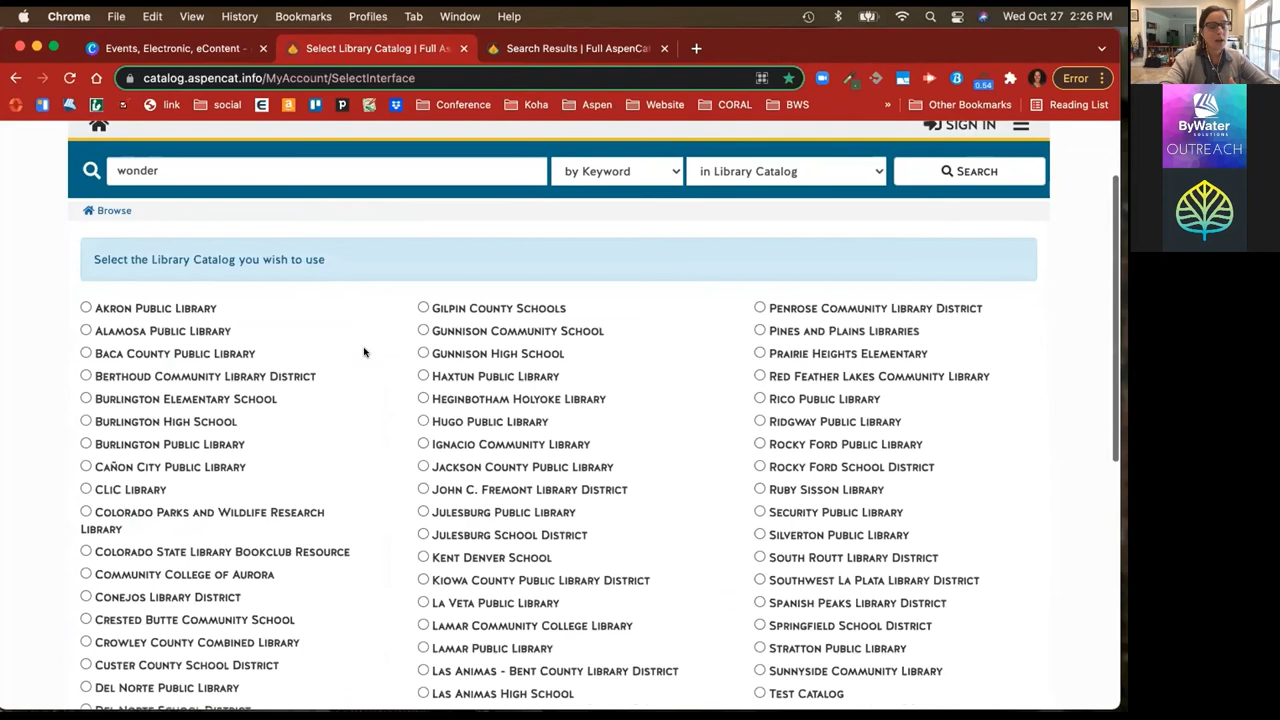 Chrome File Edit View History Bookmarks Profiles Tab Window Help Wed Oct 27 2:26 PM
Events, Electronic, eContent - Select Library Catalog | Full As Search Results | Full AspenCat
catalog.aspencat.info/MyAccount/SelectInterface Error
link social Conference Koha Aspen Website CORAL BWS » Other Bookmarks Reading List
0.54
ByWater
SOLUTIONS
OUTREACH
SIGN IN
wonder by Keyword in Library Catalog SEARCH
Browse
Select the Library Catalog you wish to use
AKRON PUBLIC LIBRARY
ALAMOSA PUBLIC LIBRARY
BACA COUNTY PUBLIC LIBRARY
BERTHOUD COMMUNITY LIBRARY DISTRICT
BURLINGTON ELEMENTARY SCHOOL
BURLINGTON HIGH SCHOOL
BURLINGTON PUBLIC LIBRARY
CAÑON CITY PUBLIC LIBRARY
CLIC LIBRARY
COLORADO PARKS AND WILDLIFE RESEARCH
LIBRARY
COLORADO STATE LIBRARY BOOKCLUB RESOURCE
COMMUNITY COLLEGE OF AURORA
CONEJOS LIBRARY DISTRICT
CRESTED BUTTE COMMUNITY SCHOOL
CROWLEY COUNTY COMBINED LIBRARY
CUSTER COUNTY SCHOOL DISTRICT
DEL NORTE PUBLIC LIBRARY
DEL NORTE SCHOOL DISTRICT
GILPIN COUNTY SCHOOLS
GUNNISON COMMUNITY SCHOOL
GUNNISON HIGH SCHOOL
HAXTUN PUBLIC LIBRARY
HEGINBOTHAM HOLYOKE LIBRARY
HUGO PUBLIC LIBRARY
IGNACIO COMMUNITY LIBRARY
JACKSON COUNTY PUBLIC LIBRARY
JOHN C. FREMONT LIBRARY DISTRICT
JULESBURG PUBLIC LIBRARY
JULESBURG SCHOOL DISTRICT
KENT DENVER SCHOOL
KIOWA COUNTY PUBLIC LIBRARY DISTRICT
LA VETA PUBLIC LIBRARY
LAMAR COMMUNITY COLLEGE LIBRARY
LAMAR PUBLIC LIBRARY
LAS ANIMAS - BENT COUNTY LIBRARY DISTRICT
LAS ANIMAS HIGH SCHOOL
PENROSE COMMUNITY LIBRARY DISTRICT
PINES AND PLAINS LIBRARIES
PRAIRIE HEIGHTS ELEMENTARY
RED FEATHER LAKES COMMUNITY LIBRARY
RICO PUBLIC LIBRARY
RIDGWAY PUBLIC LIBRARY
ROCKY FORD PUBLIC LIBRARY
ROCKY FORD SCHOOL DISTRICT
RUBY SISSON LIBRARY
SECURITY PUBLIC LIBRARY
SILVERTON PUBLIC LIBRARY
SOUTH ROUTT LIBRARY DISTRICT
SOUTHWEST LA PLATA LIBRARY DISTRICT
SPANISH PEAKS LIBRARY DISTRICT
SPRINGFIELD SCHOOL DISTRICT
STRATTON PUBLIC LIBRARY
SUNNYSIDE COMMUNITY LIBRARY
TEST CATALOG